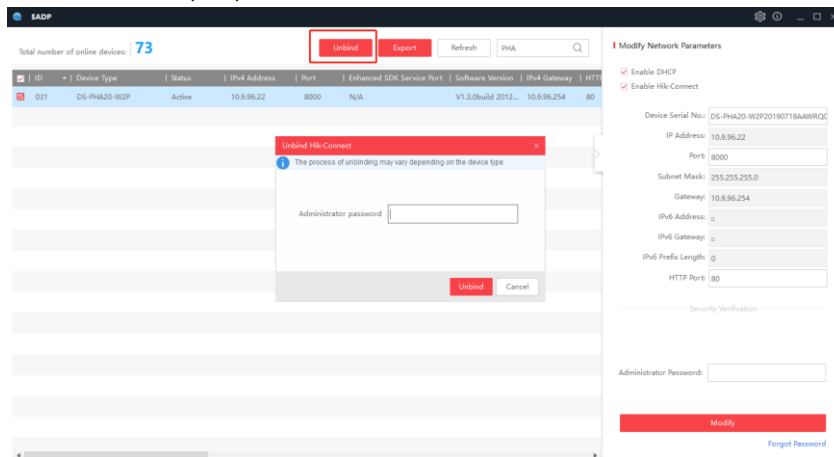 SADP
Total number of online devices: 73
Unbind
Export
Refresh
PHA
ID | Device Type | Status | IPv4 Address | Port | Enhanced SDK Service Port | Software Version | IPv4 Gateway | HTTP
031 DS-PHA20-W2P Active 10.9.96.22 8000 N/A V1.3.0build 2012... 10.9.96.254 80
Unbind Hik-Connect
The process of unbinding may vary depending on the device type.
Administrator password
Unbind
Cancel
Modify Network Parameters
Enable DHCP
Enable Hik-Connect
Device Serial No.: DS-PHA20-W2P20190718AAWRQC
IP Address: 10.9.96.22
Port: 8000
Subnet Mask: 255.255.255.0
Gateway: 10.9.96.254
IPv6 Address: ::
IPv6 Gateway: ::
IPv6 Prefix Length: 0
HTTP Port: 80
Security Verification
Administrator Password:
Modify
Forgot Password